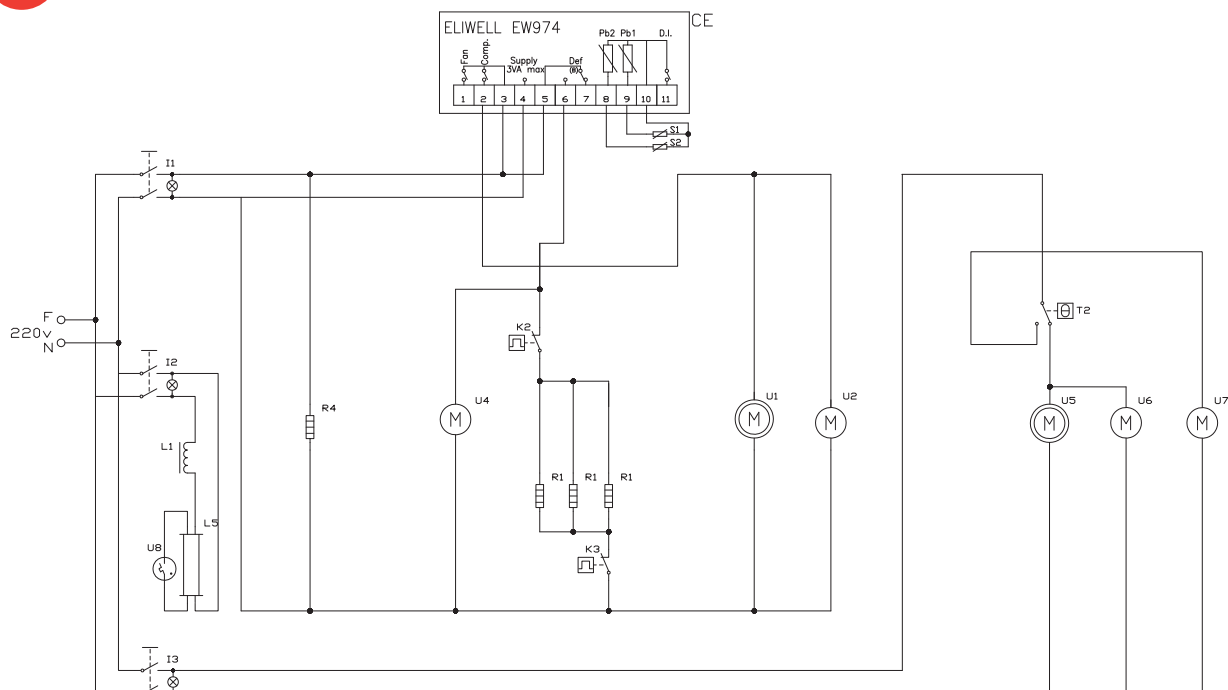 CE
ELIWELL EW974
Pb2 Pb1 D.I.
Fan Comp. Supply 3VA max Def (#)
1 2 3 4 5 6 7 8 9 10 11
S1
S2
I1
F
220v
N
T2
K2
I2
R4
U4
U1
U2
U5
U6
U7
M
M
M
M
M
M
L1
R1 R1 R1
L5
U8
K3
I3